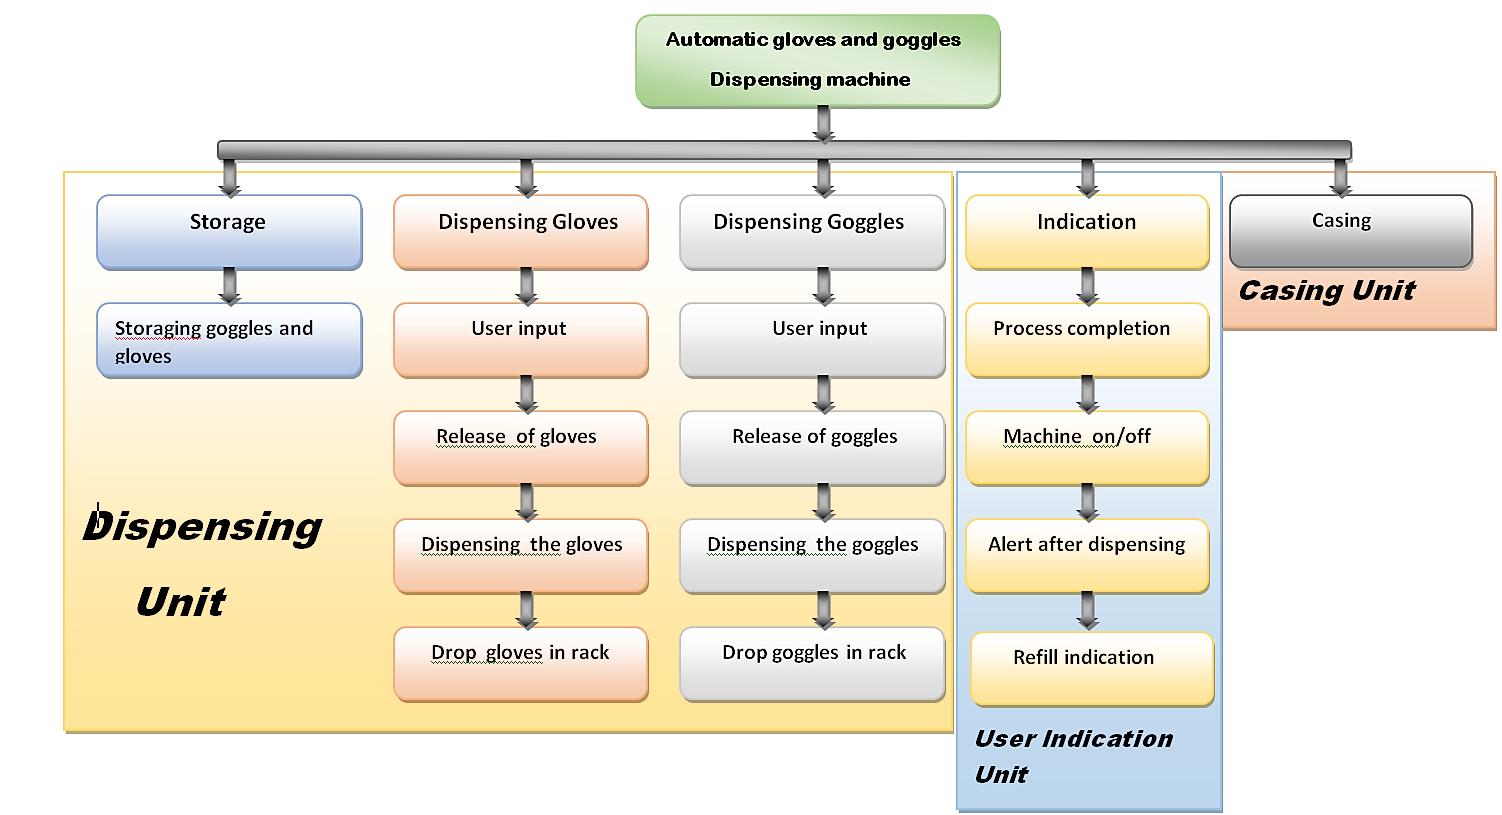 Automatic gloves and goggles
Dispensing machine
Storage
Dispensing Gloves
Dispensing Goggles
Indication
Casing
Storaging goggles and
gloves
User input
User input
Process completion
Casing Unit
Release of gloves
Release of goggles
Machine on/off
Dispensing the gloves
Dispensing the goggles
Alert after dispensing
Dispensing
Unit
Drop gloves in rack
Drop goggles in rack
Refill indication
User Indication
Unit